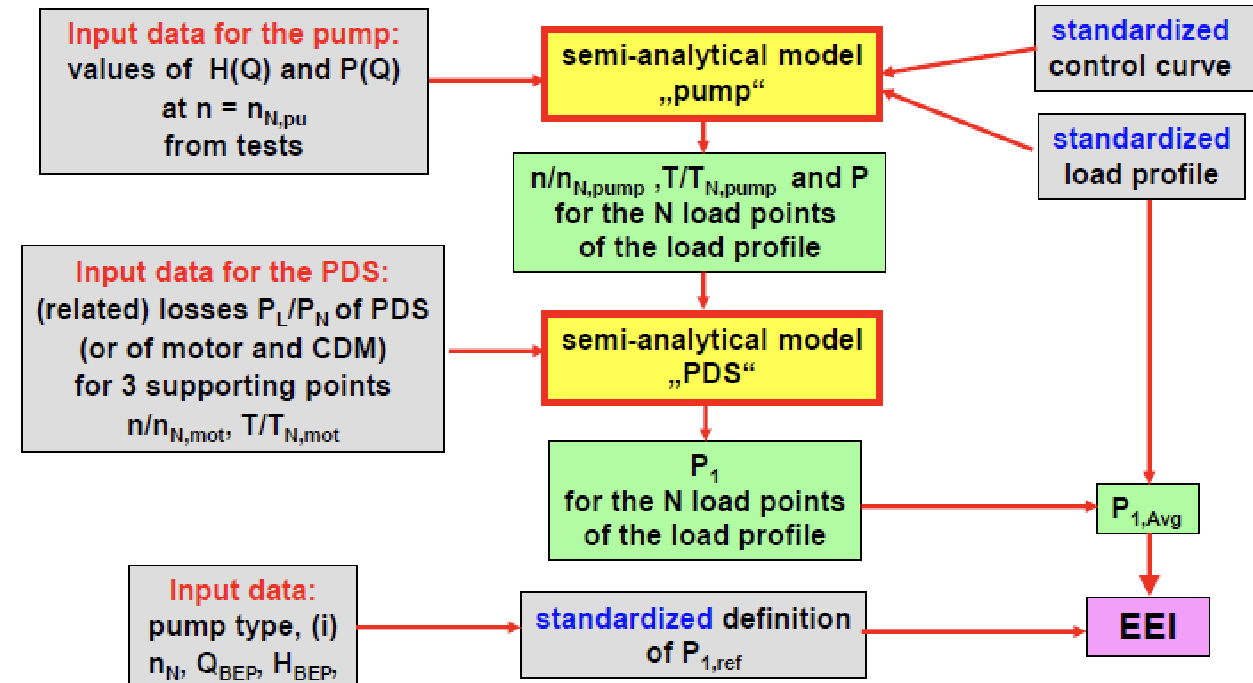 Input data for the pump:
values of H(Q) and P(Q)
at n = nN,pu
from tests
semi-analytical model
„pump“
standardized
control curve
standardized
load profile
n/nN,pump ,T/TN,pump and P
for the N load points
of the load profile
Input data for the PDS:
(related) losses PL/PN of PDS
(or of motor and CDM)
for 3 supporting points
n/nN,mot, T/TN,mot
semi-analytical model
„PDS“
P1
for the N load points
of the load profile
P1,Avg
Input data:
pump type, (i)
nN, QBEP, HBEP,
standardized definition
of P1,ref
EEI